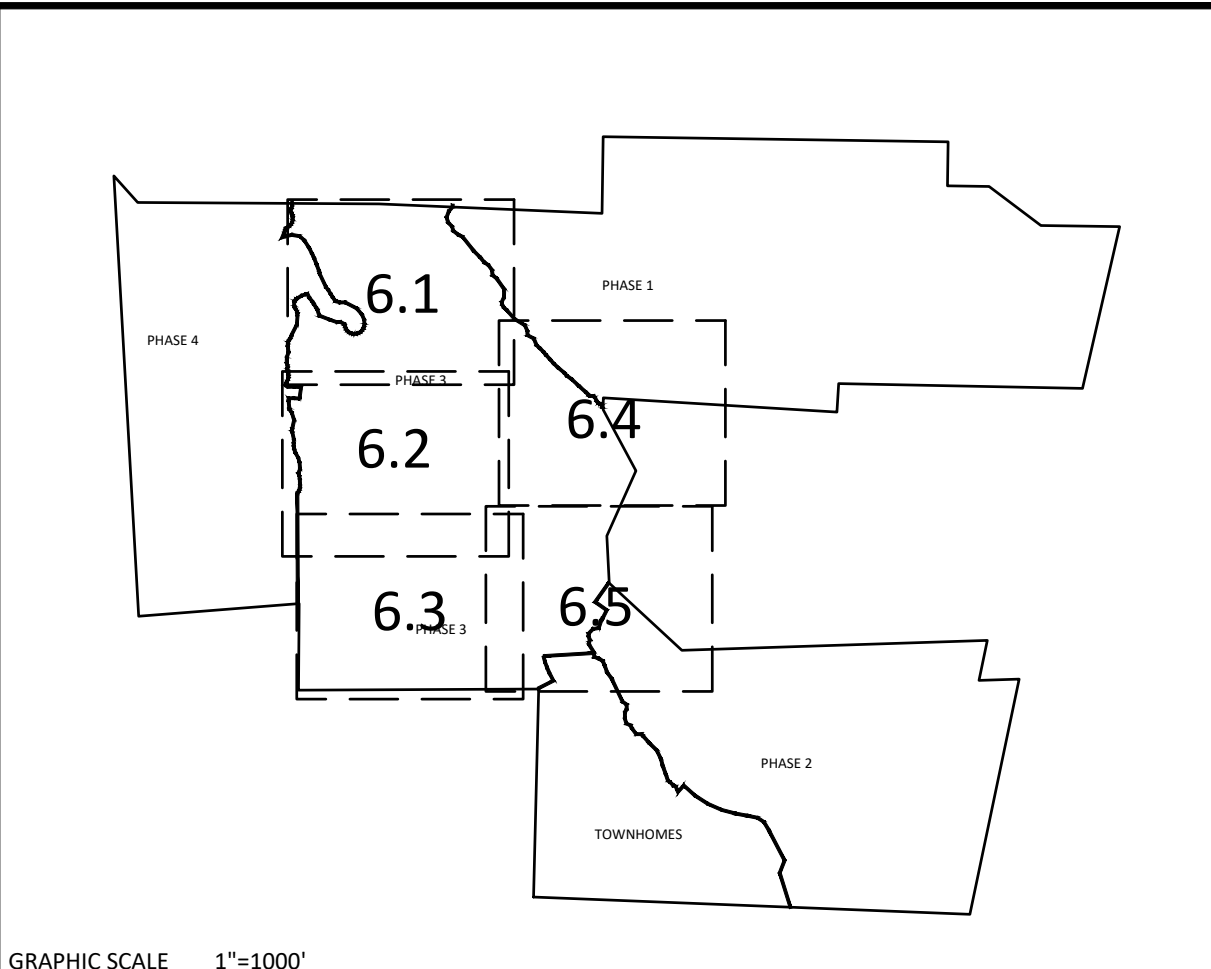 PHASE 1
6.1
PHASE 4
PHASE 3
6.4
6.2
6.5
6.3
PHASE 3
PHASE 2
TOWNHOMES
GRAPHIC SCALE 1"=1000'